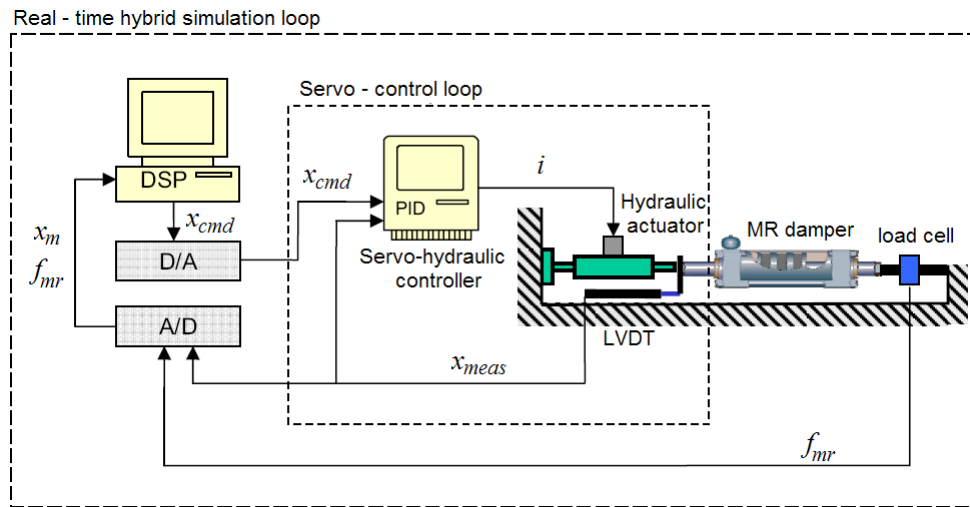 Real - time hybrid simulation loop
Servo - control loop
DSP
x_cmd
D/A
x_m
f_mr
A/D
x_cmd
PID
Servo-hydraulic
controller
i
Hydraulic
actuator
MR damper
load cell
LVDT
x_meas
f_mr